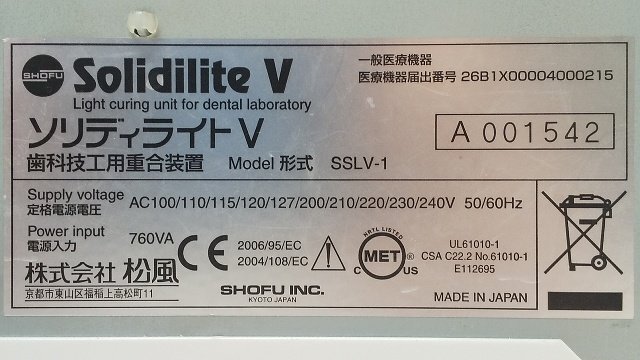 SHOFU Solidilite V
Light curing unit for dental laboratory
ソリディライト V
歯科技工用重合装置 Model 形式 SSLV-1
一般医療機器
医療機器届出番号 26B1X00004000215
A 001542
Supply voltage
定格電源電圧
AC100/110/115/120/127/200/210/220/230/240V 50/60Hz
Power input
電源入力
760VA
CE
2006/95/EC
2004/108/EC
NRTL LISTED
MET
C US
UL61010-1
CSA C22.2 No.61010-1
E112695
株式会社 松風
京都市東山区福稲上高松町11
SHOFU INC.
KYOTO JAPAN
MADE IN JAPAN